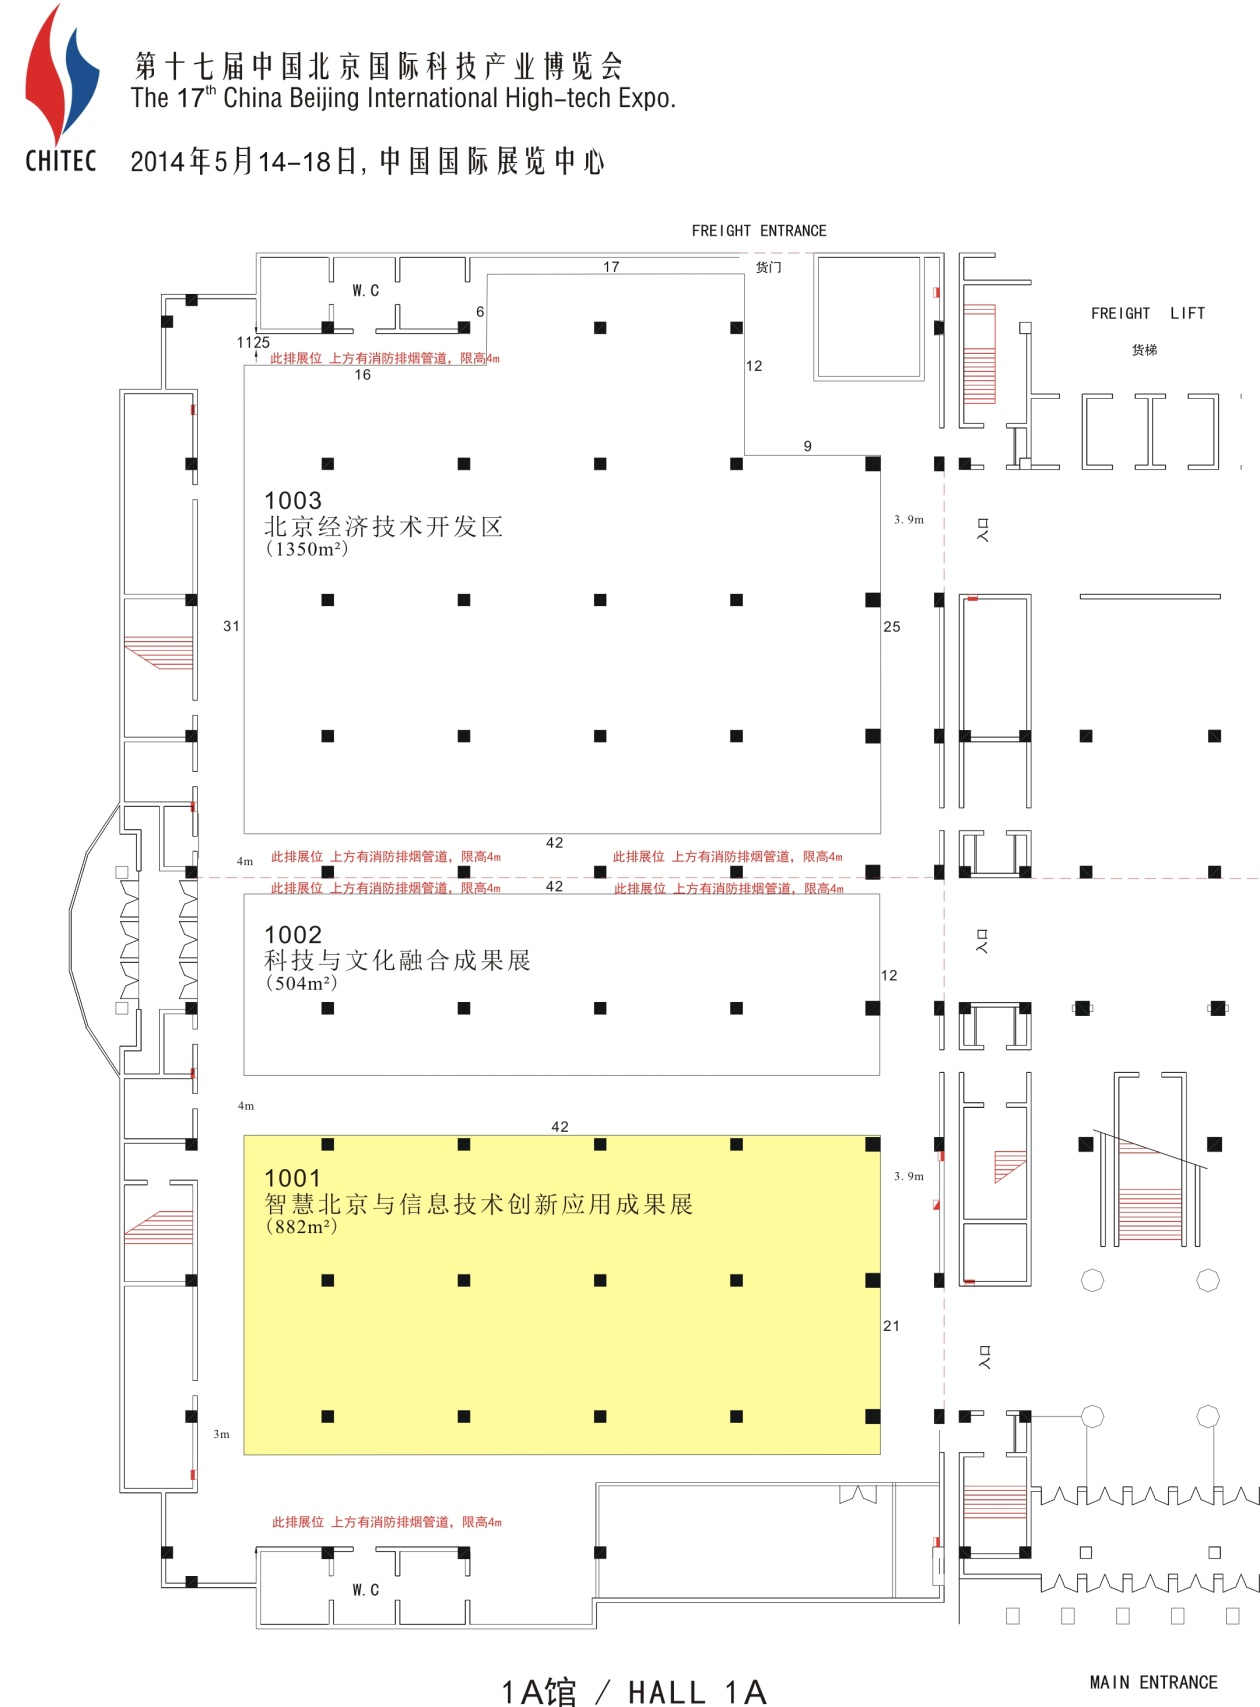 第十七届中国北京国际科技产业博览会
The 17th China Beijing International High-tech Expo.
CHITEC
2014年5月14-18日, 中国国际展览中心
FREIGHT ENTRANCE
货门
17
W.C
6
FREIGHT LIFT
货梯
1125
此排展位 上方有消防排烟管道，限高4m
16
12
9
1003
北京经济技术开发区
（1350m²）
3.9m
入口
31
25
42
此排展位 上方有消防排烟管道，限高4m
此排展位 上方有消防排烟管道，限高4m
4m
此排展位 上方有消防排烟管道，限高4m
42
此排展位 上方有消防排烟管道，限高4m
1002
科技与文化融合成果展
（504m²）
入口
12
4m
42
1001
智慧北京与信息技术创新应用成果展
（882m²）
3.9m
21
入口
3m
此排展位 上方有消防排烟管道，限高4m
W.C
1A馆 / HALL 1A
MAIN ENTRANCE